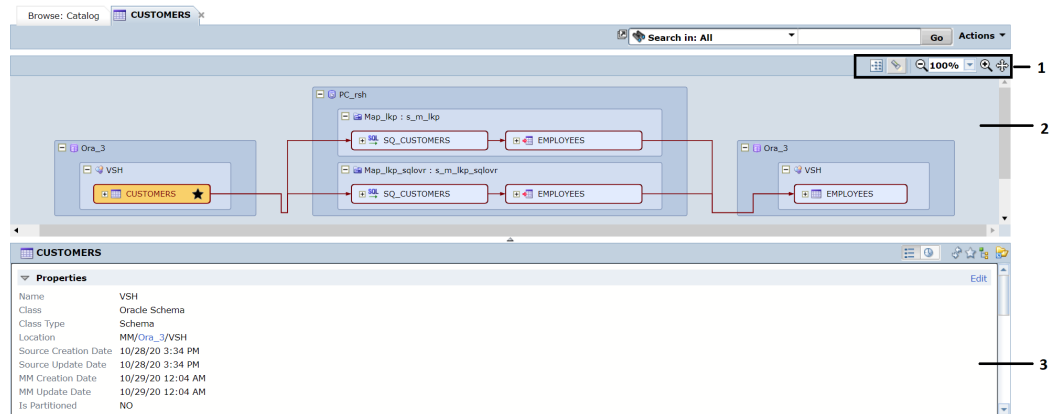 Browse: Catalog CUSTOMERS ×
Search in: All Go Actions
100% 1
2
PC_rsh
Map_lkp : s_m_lkp
SQL SQ_CUSTOMERS EMPLOYEES
Ora_3 Ora_3
VSH Map_lkp_sqlovr : s_m_lkp_sqlovr VSH
CUSTOMERS SQL SQ_CUSTOMERS EMPLOYEES EMPLOYEES
CUSTOMERS
Properties Edit
Name VSH
Class Oracle Schema
Class Type Schema
Location MM/Ora_3/VSH
Source Creation Date 10/28/20 3:34 PM
Source Update Date 10/28/20 3:34 PM
3
MM Creation Date 10/29/20 12:04 AM
MM Update Date 10/29/20 12:04 AM
Is Partitioned NO